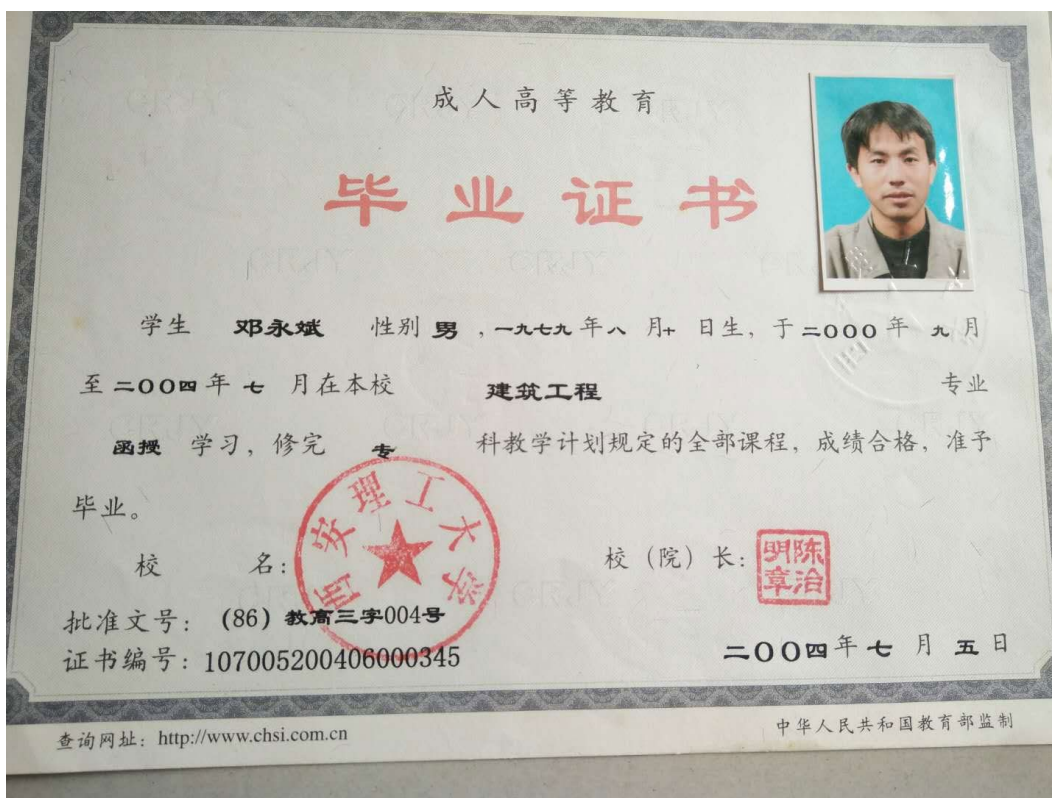 成人高等教育
毕业证书
学生 邓永斌 性别 男 ,一九七九 年 八 月 十 日生, 于 二000 年 九 月
至 二00四 年 七 月在本校 建筑工程 专业
函授 学习, 修完 专 科教学计划规定的全部课程, 成绩合格, 准予
毕业。
西安理工大学
校 名: 校 (院) 长: 陈治明章
批准文号: (86) 教高三字004号
证书编号: 107005200406000345
二00四 年 七 月 五 日
查询网址: http://www.chsi.com.cn
中华人民共和国教育部监制